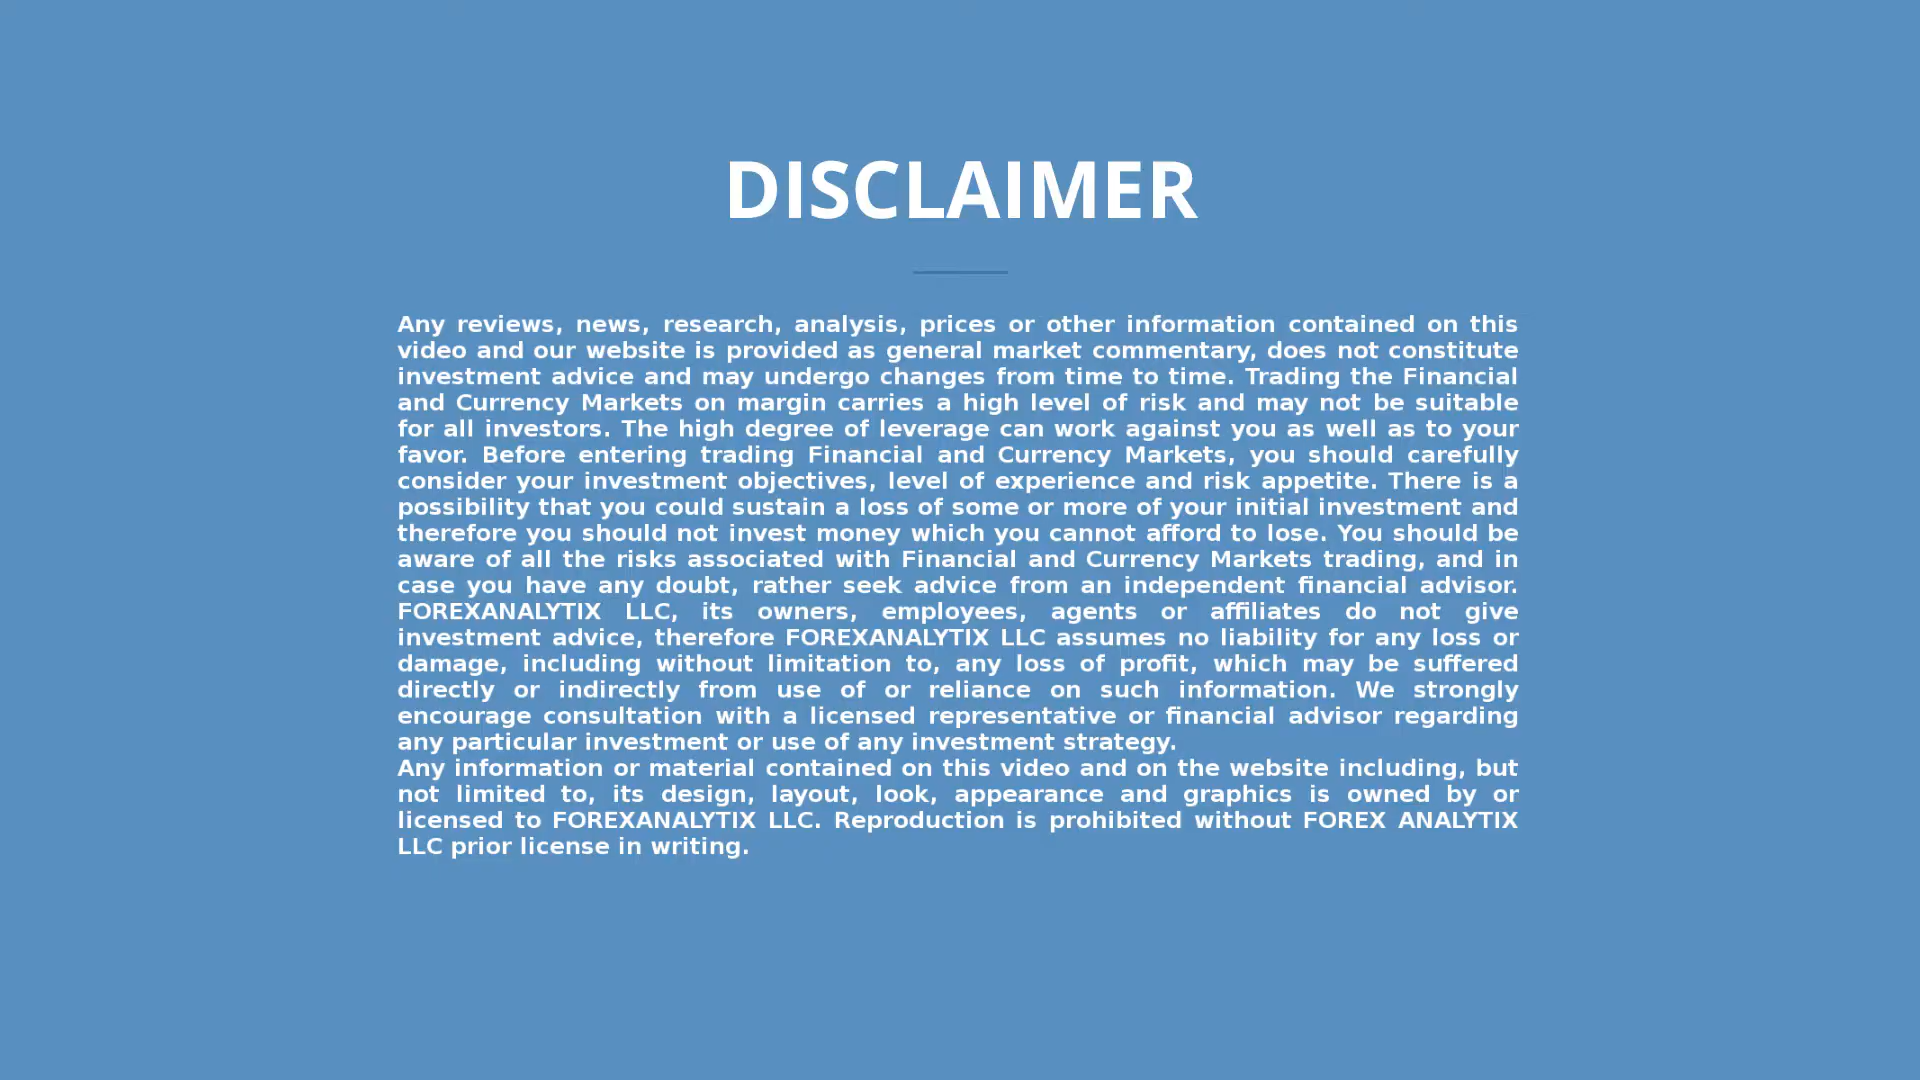 DISCLAIMER
Any reviews, news, research, analysis, prices or other information contained on this
video and our website is provided as general market commentary, does not constitute
investment advice and may undergo changes from time to time. Trading the Financial
and Currency Markets on margin carries a high level of risk and may not be suitable
for all investors. The high degree of leverage can work against you as well as to your
favor. Before entering trading Financial and Currency Markets, you should carefully
consider your investment objectives, level of experience and risk appetite. There is a
possibility that you could sustain a loss of some or more of your initial investment and
therefore you should not invest money which you cannot afford to lose. You should be
aware of all the risks associated with Financial and Currency Markets trading, and in
case you have any doubt, rather seek advice from an independent financial advisor.
FOREXANALYTIX LLC, its owners, employees, agents or affiliates do not give
investment advice, therefore FOREXANALYTIX LLC assumes no liability for any loss or
damage, including without limitation to, any loss of profit, which may be suffered
directly or indirectly from use of or reliance on such information. We strongly
encourage consultation with a licensed representative or financial advisor regarding
any particular investment or use of any investment strategy.
Any information or material contained on this video and on the website including, but
not limited to, its design, layout, look, appearance and graphics is owned by or
licensed to FOREXANALYTIX LLC. Reproduction is prohibited without FOREX ANALYTIX
LLC prior license in writing.